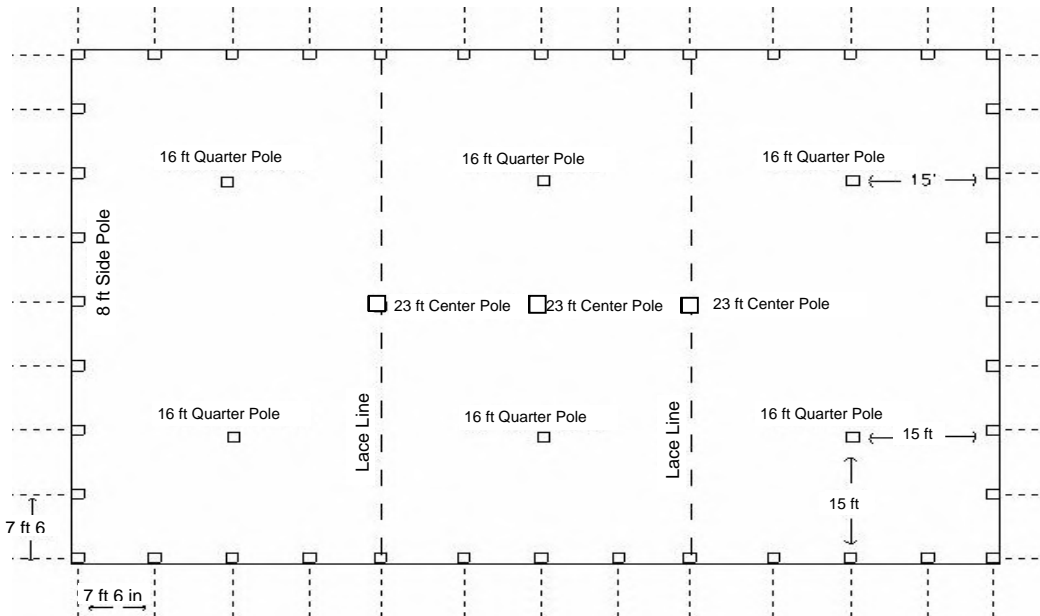 16 ft Quarter Pole
16 ft Quarter Pole
16 ft Quarter Pole
15'
8 ft Side Pole
23 ft Center Pole
23 ft Center Pole
23 ft Center Pole
16 ft Quarter Pole
16 ft Quarter Pole
16 ft Quarter Pole
Lace Line
Lace Line
15 ft
15 ft
7 ft 6
7 ft 6 in